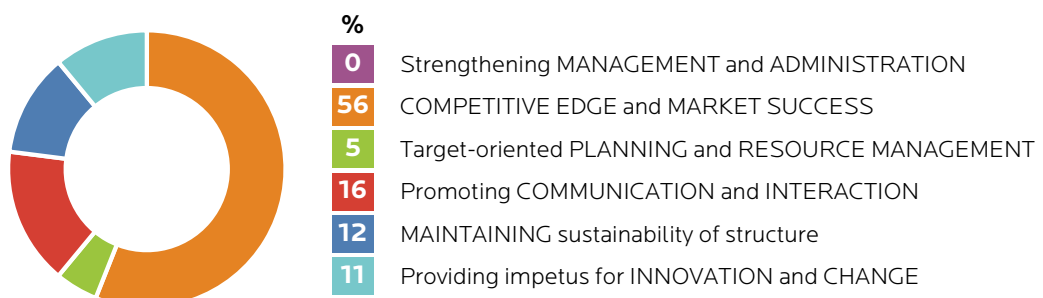 %
0 Strengthening MANAGEMENT and ADMINISTRATION
56 COMPETITIVE EDGE and MARKET SUCCESS
5 Target-oriented PLANNING and RESOURCE MANAGEMENT
16 Promoting COMMUNICATION and INTERACTION
12 MAINTAINING sustainability of structure
11 Providing impetus for INNOVATION and CHANGE